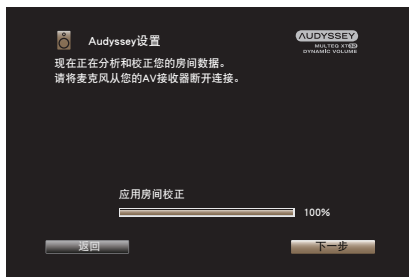 Audyssey设置
AUDYSSEY
MULTEQ XT32
DYNAMIC VOLUME
现在正在分析和校正您的房间数据。
请将麦克风从您的AV接收器断开连接。
应用房间校正
100%
返回
下一步